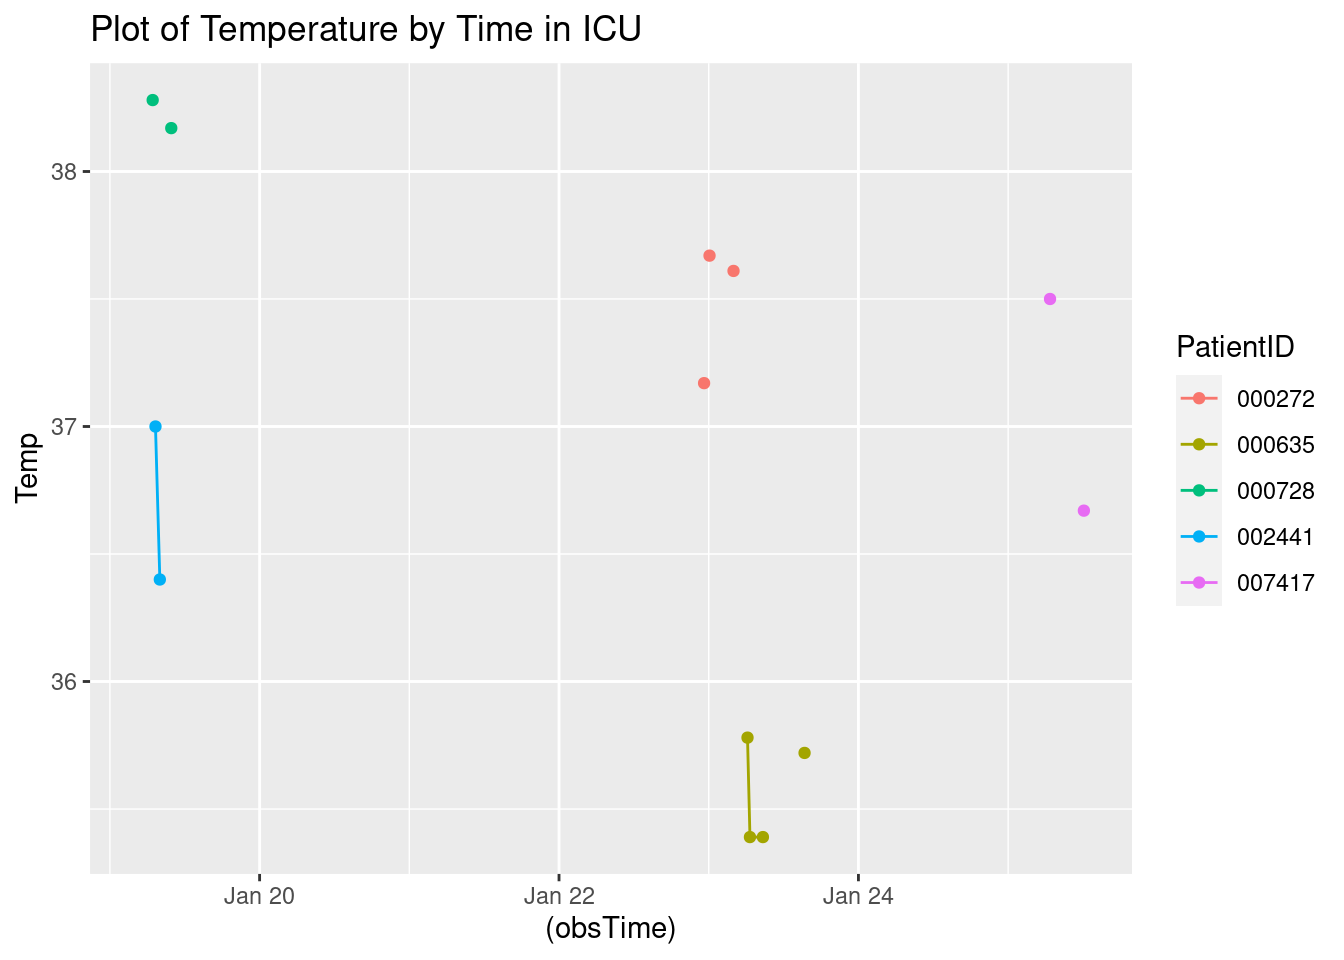 Plot of Temperature by Time in ICU
38
37
36
Temp
Jan 20
Jan 22
Jan 24
(obsTime)
PatientID
000272
000635
000728
002441
007417